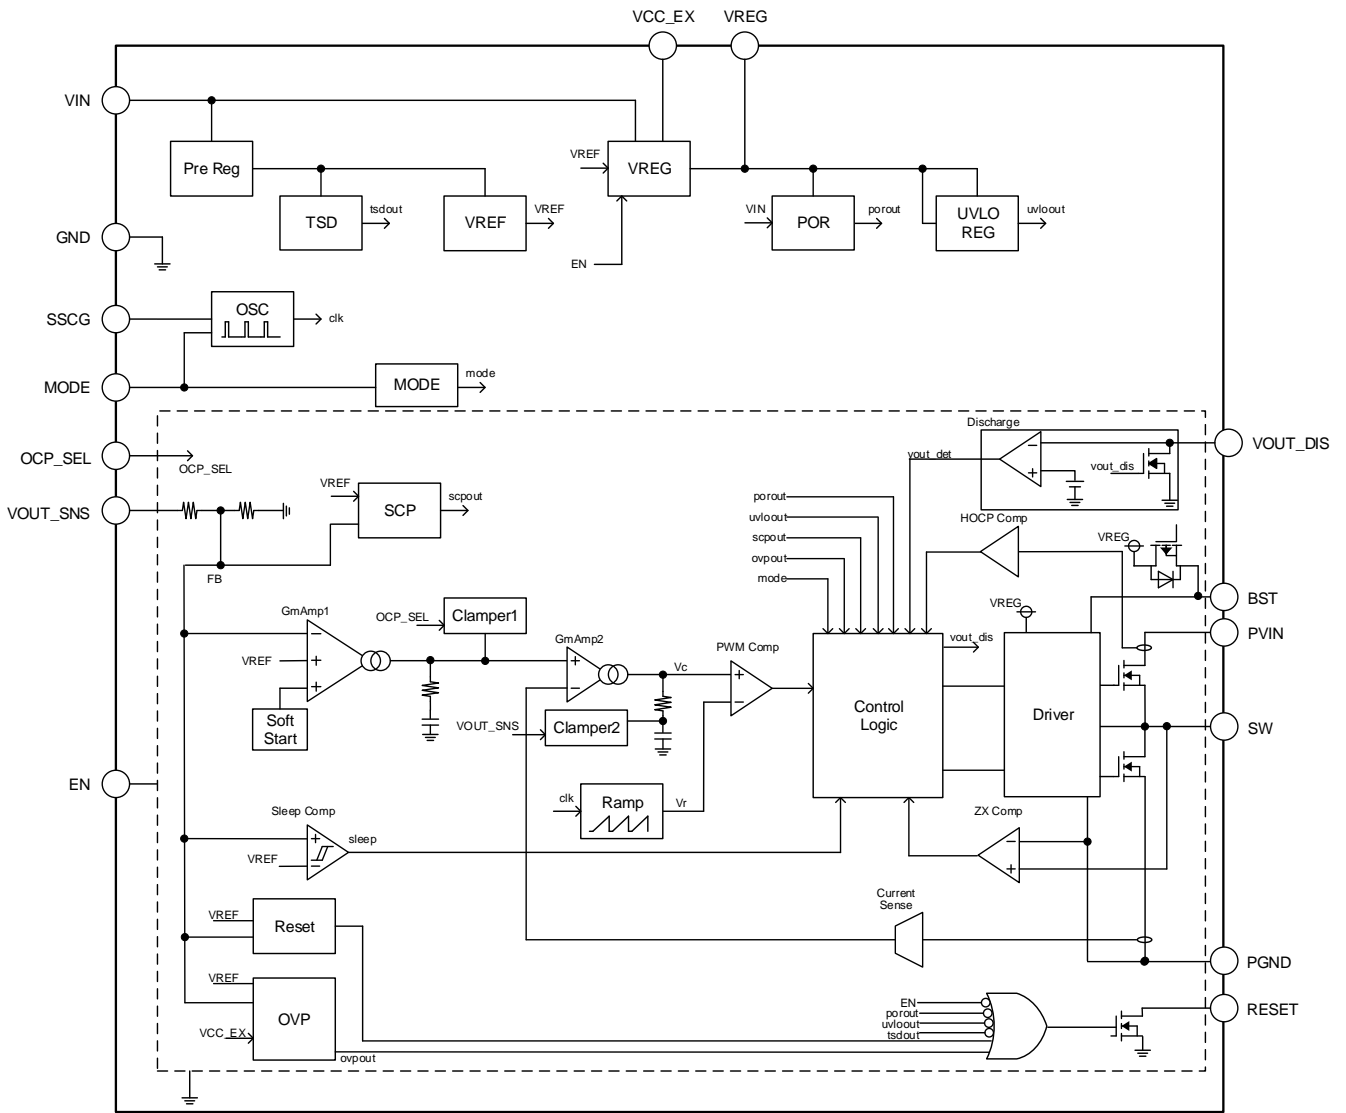 VCC_EX
VREG
VIN
Pre Reg
VREF
VREG
TSD
tsdout
VREF
VREF
VIN
POR
porout
UVLO
REG
uvloout
GND
EN
SSCG
OSC
clk
MODE
MODE
mode
OCP_SEL
OCP_SEL
Discharge
vout_det
vout_dis
VOUT_DIS
VOUT_SNS
VREF
SCP
scpout
FB
porout
uvloout
scpout
ovpout
mode
HOCP Comp
VREG
BST
GmAmp1
VREF
Soft
Start
OCP_SEL
Clamper1
GmAmp2
Vc
PWM Comp
VOUT_SNS
Clamper2
Control
Logic
vout_dis
VREG
Driver
PVIN
SW
EN
clk
Ramp
Vr
Sleep Comp
VREF
sleep
ZX Comp
Current
Sense
VREF
Reset
PGND
VREF
OVP
VCC_EX
ovpout
EN
porout
uvloout
tsdout
RESET